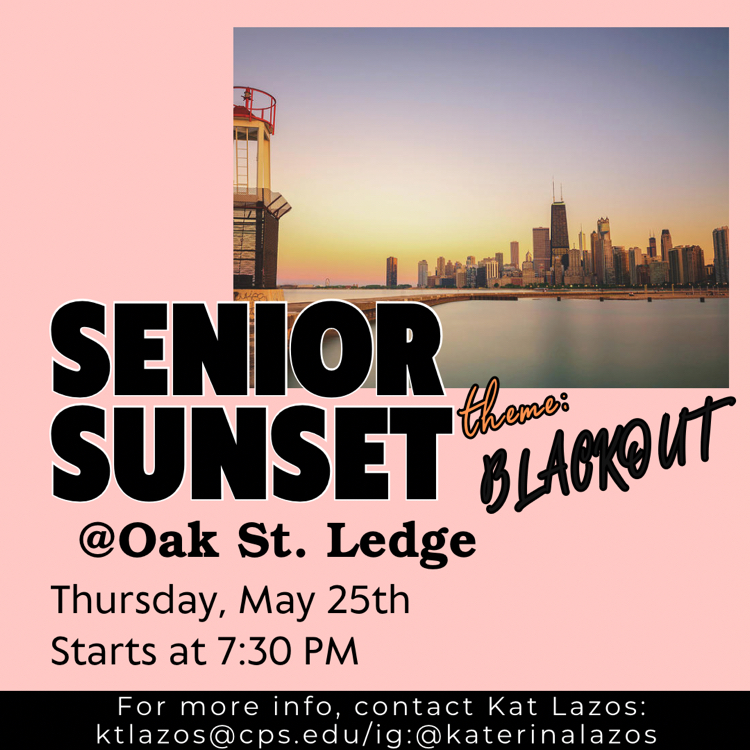 SENIOR
SUNSET
theme:
BLACKOUT
@Oak St. Ledge
Thursday, May 25th
Starts at 7:30 PM
For more info, contact Kat Lazos:
ktlazos@cps.edu/ig:@katerinalazos